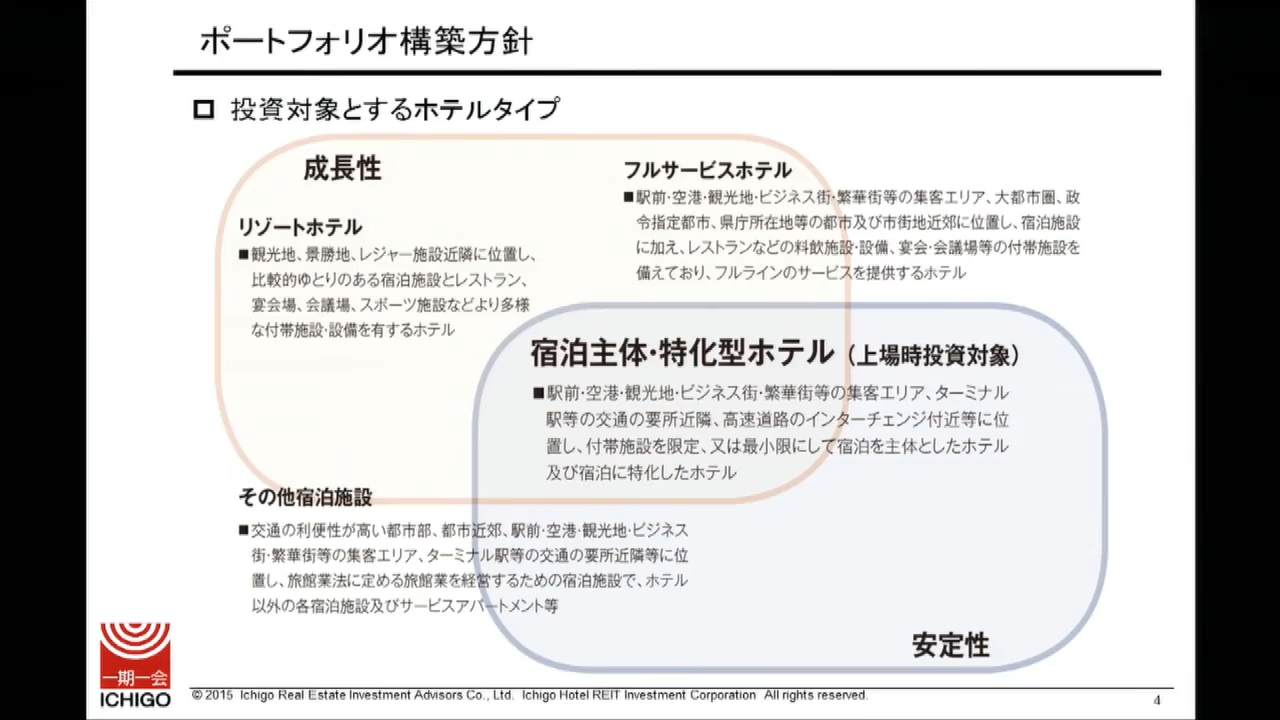 ポートフォリオ構築方針
投資対象とするホテルタイプ
成長性
リゾートホテル
■観光地、景勝地、レジャー施設近隣に位置し、
比較的ゆとりのある宿泊施設とレストラン、
宴会場、会議場、スポーツ施設などより多様
な付帯施設・設備を有するホテル
フルサービスホテル
■駅前・空港・観光地・ビジネス街・繁華街等の集客エリア、大都市圏、政
令指定都市、県庁所在地等の都市及び市街地近郊に位置し、宿泊施設
に加え、レストランなどの料飲施設・設備、宴会・会議場等の付帯施設を
備えており、フルラインのサービスを提供するホテル
宿泊主体・特化型ホテル（上場時投資対象）
■駅前・空港・観光地・ビジネス街・繁華街等の集客エリア、ターミナル
駅等の交通の要所近隣、高速道路のインターチェンジ付近等に位
置し、付帯施設を限定、又は最小限にして宿泊を主体としたホテル
及び宿泊に特化したホテル
その他宿泊施設
■交通の利便性が高い都市部、都市近郊、駅前・空港・観光地・ビジネス
街・繁華街等の集客エリア、ターミナル駅等の交通の要所近隣等に位
置し、旅館業法に定める旅館業を経営するための宿泊施設で、ホテル
以外の各宿泊施設及びサービスアパートメント等
安定性
一期一会
ICHIGO
© 2015 Ichigo Real Estate Investment Advisors Co., Ltd. Ichigo Hotel REIT Investment Corporation All rights reserved.
4